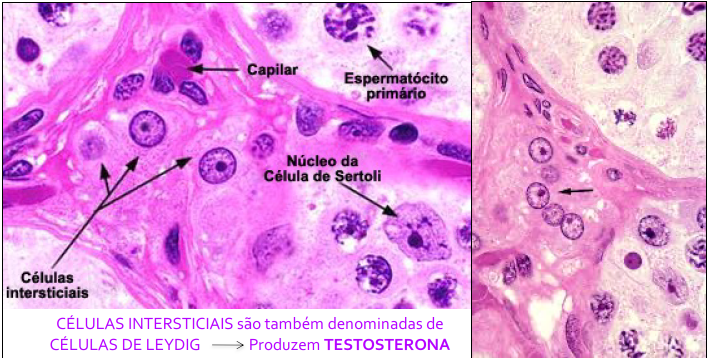 Capilar
Espermatócito
primário
Núcleo da
Célula de Sertoli
Células
intersticiais
CÉLULAS INTERSTICIAIS são também denominadas de
CÉLULAS DE LEYDIG → Produzem TESTOSTERONA